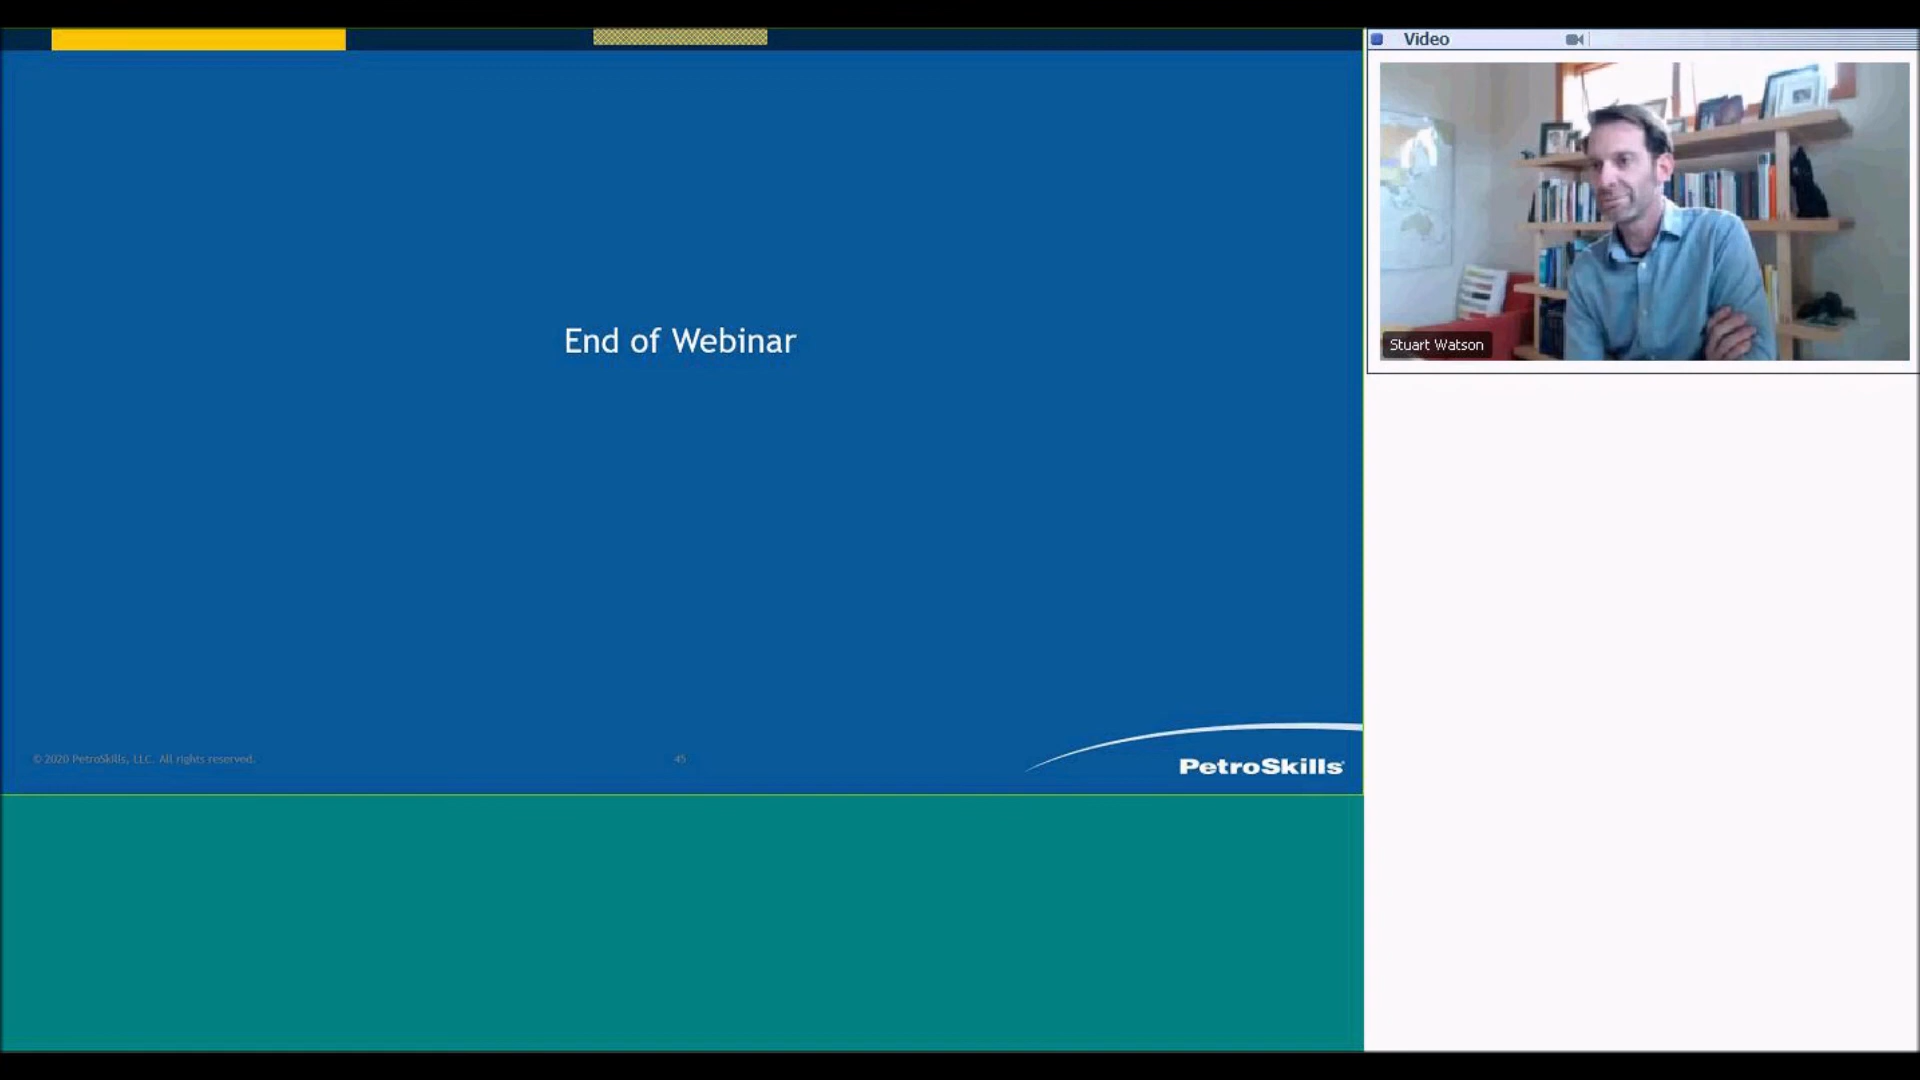 Video
Stuart Watson
End of Webinar
© 2020 PetroSkills, LLC. All rights reserved.
45
PetroSkills